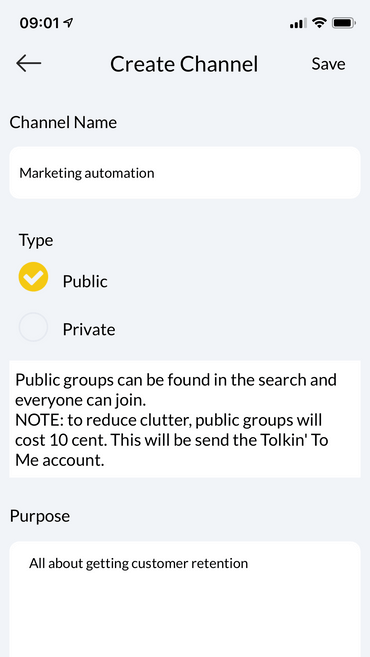 09:01
Create Channel
Save
Channel Name
Marketing automation
Type
Public
Private
Public groups can be found in the search and
everyone can join.
NOTE: to reduce clutter, public groups will
cost 10 cent. This will be send the Tolkin' To
Me account.
Purpose
All about getting customer retention